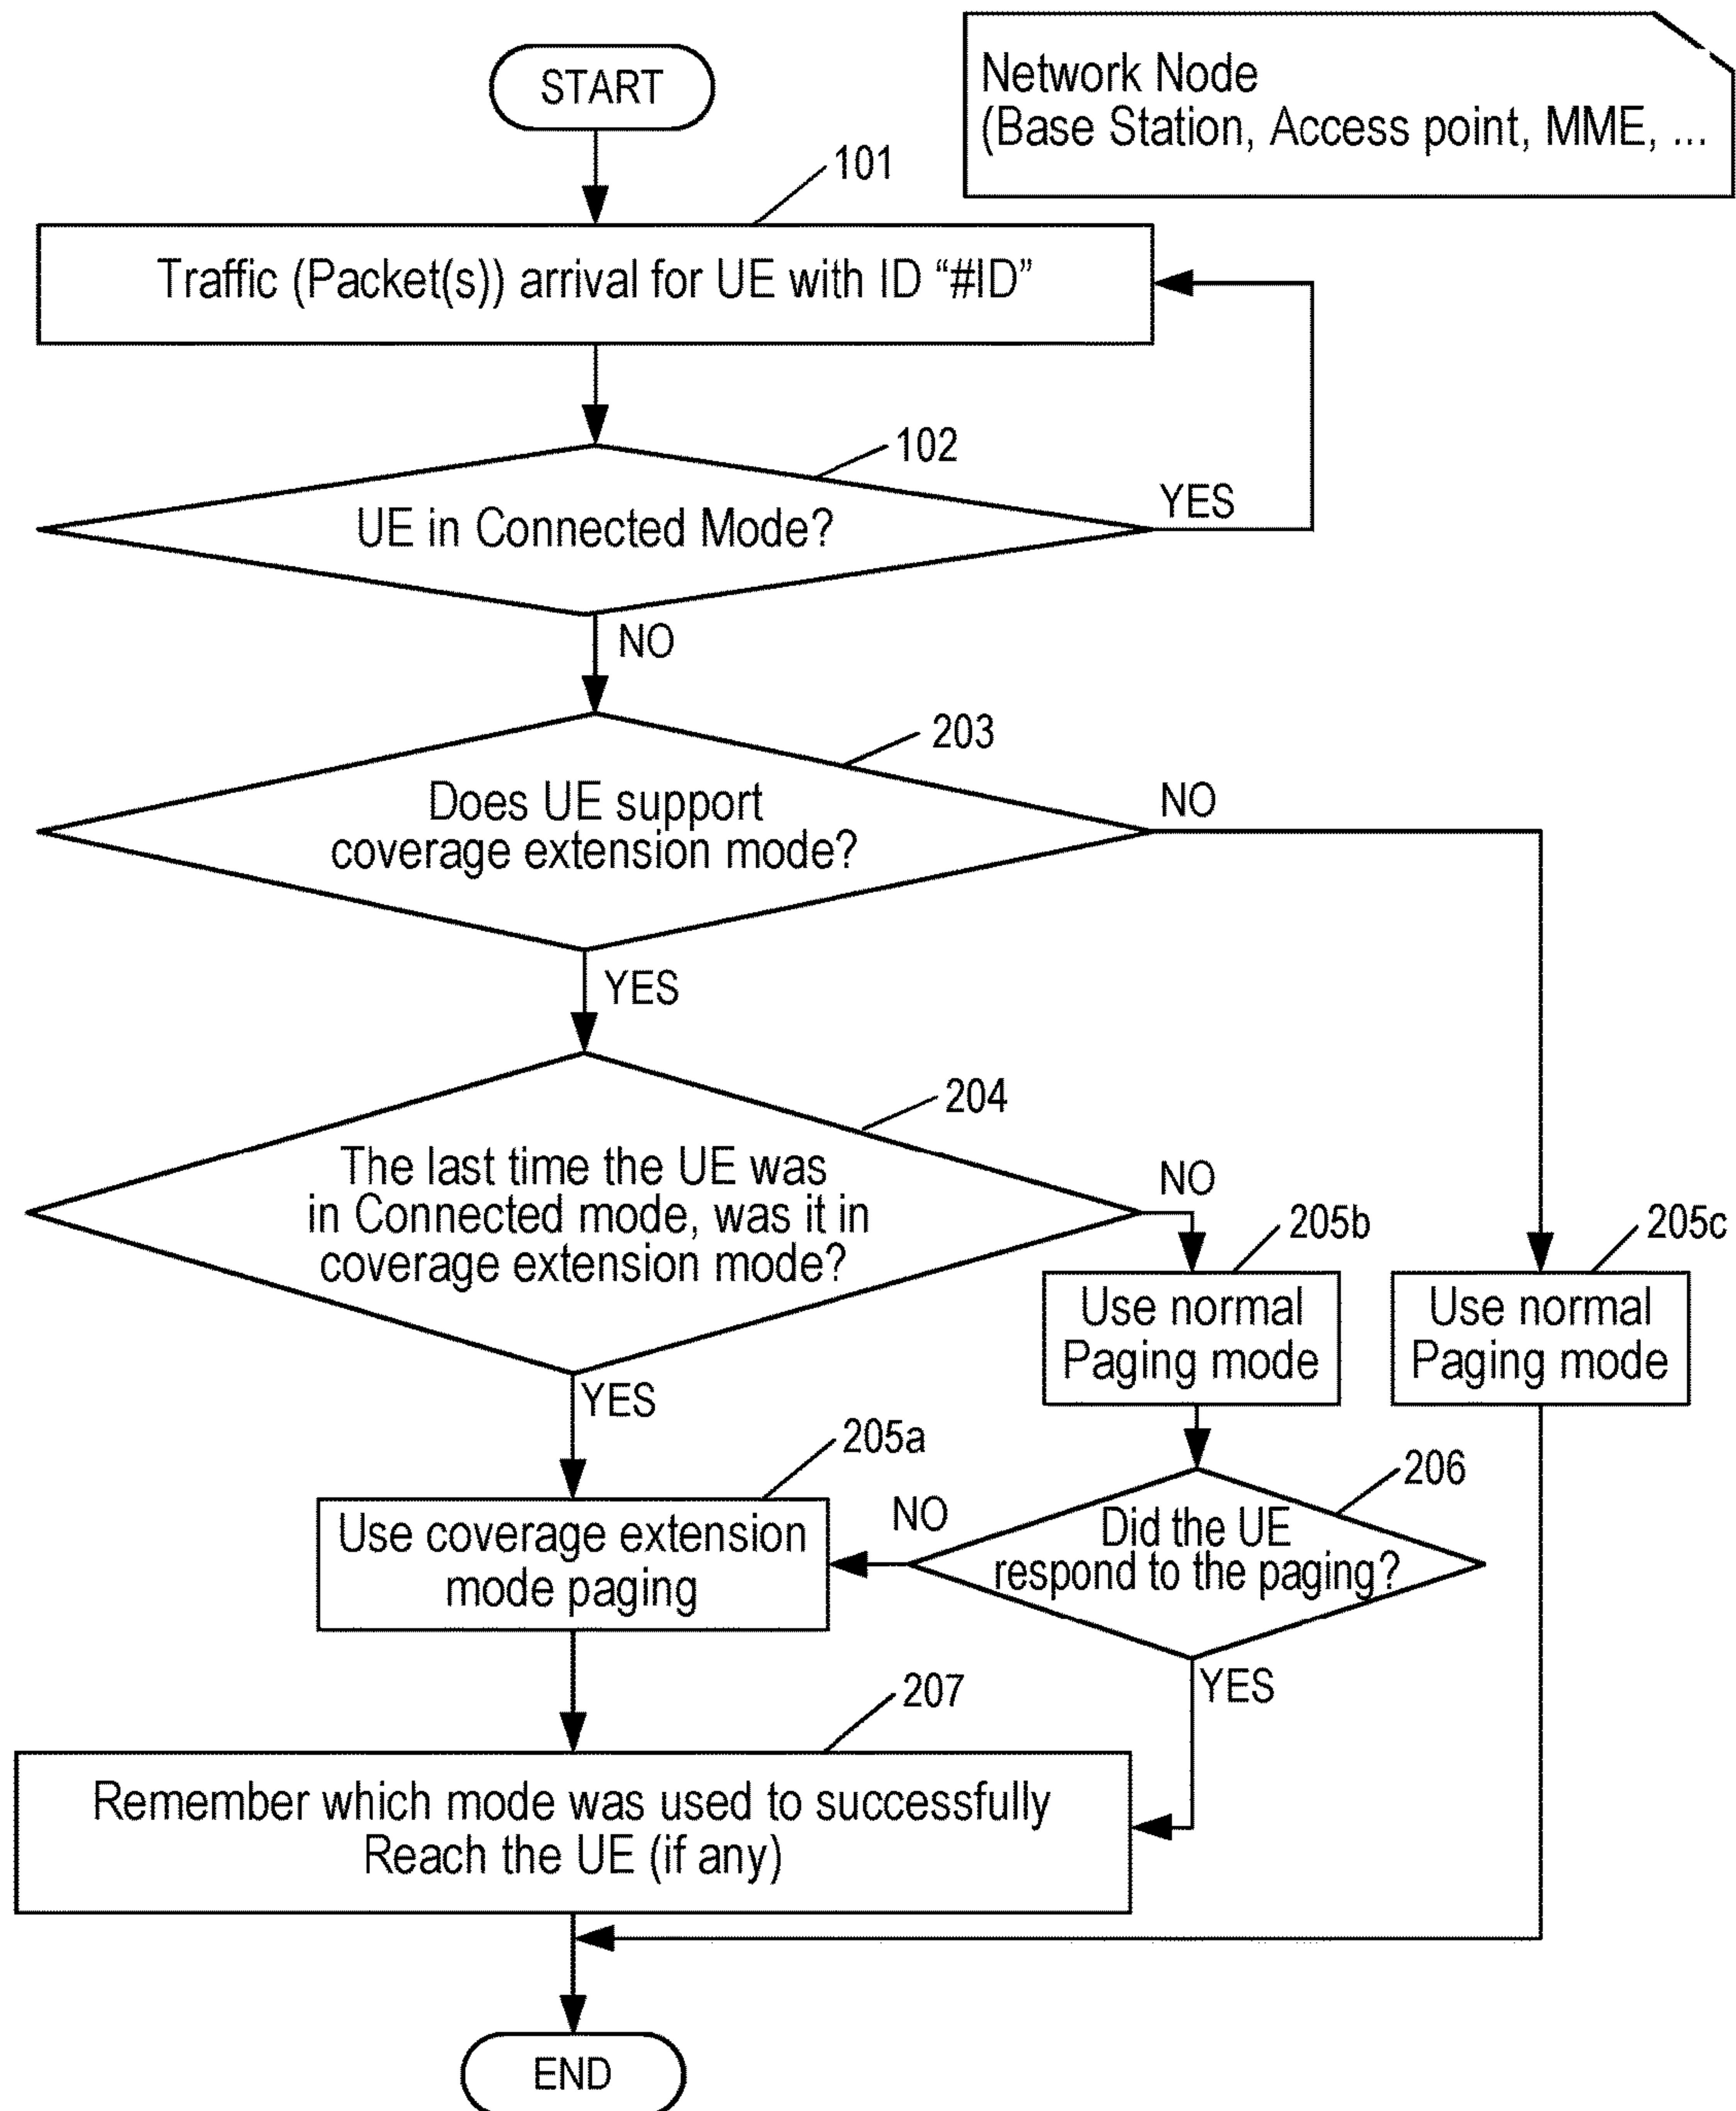 START
Network Node
(Base Station, Access point, MME, ...
101
Traffic (Packet(s)) arrival for UE with ID “#ID”
102
UE in Connected Mode?
YES
NO
203
Does UE support
coverage extension mode?
NO
YES
204
The last time the UE was
in Connected mode, was it in
coverage extension mode?
NO
205b
205c
Use normal
Paging mode
Use normal
Paging mode
YES
205a
206
Use coverage extension
mode paging
NO
Did the UE
respond to the paging?
YES
207
Remember which mode was used to successfully
Reach the UE (if any)
END